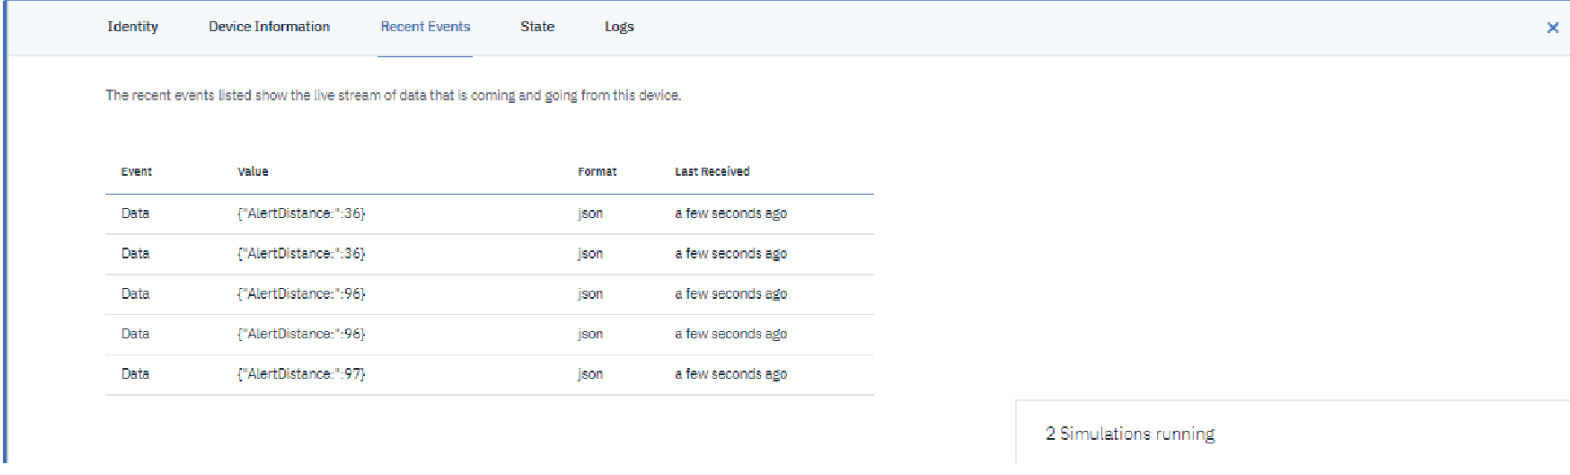 Identity Device Information Recent Events State Logs ×
The recent events listed show the live stream of data that is coming and going from this device.
Event Value Format Last Received
Data {"AlertDistance:":36} json a few seconds ago
Data {"AlertDistance:":36} json a few seconds ago
Data {"AlertDistance:":96} json a few seconds ago
Data {"AlertDistance:":96} json a few seconds ago
Data {"AlertDistance:":97} json a few seconds ago
2 Simulations running